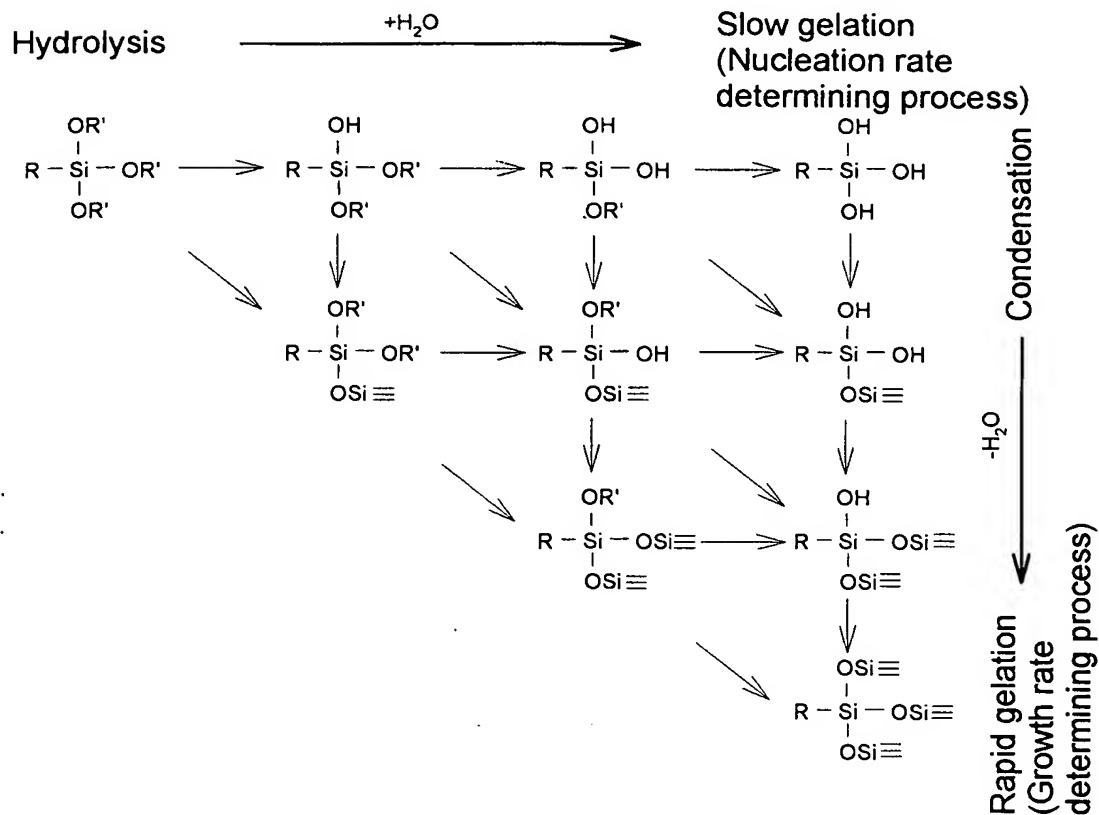 Hydrolysis
+H₂O
Slow gelation
(Nucleation rate
determining process)
OR' OH OH OH
R–Si–OR' R–Si–OR' R–Si–OH R–Si–OH
OR' OR' OR' OH
OR' OR' OH
R–Si–OR' R–Si–OH R–Si–OH
OSi≡ OSi≡ OSi≡
OR' OH
R–Si–OSi≡ R–Si–OSi≡
OSi≡ OSi≡
OSi≡
R–Si–OSi≡
OSi≡
Condensation
-H₂O
Rapid gelation
(Growth rate
determining process)